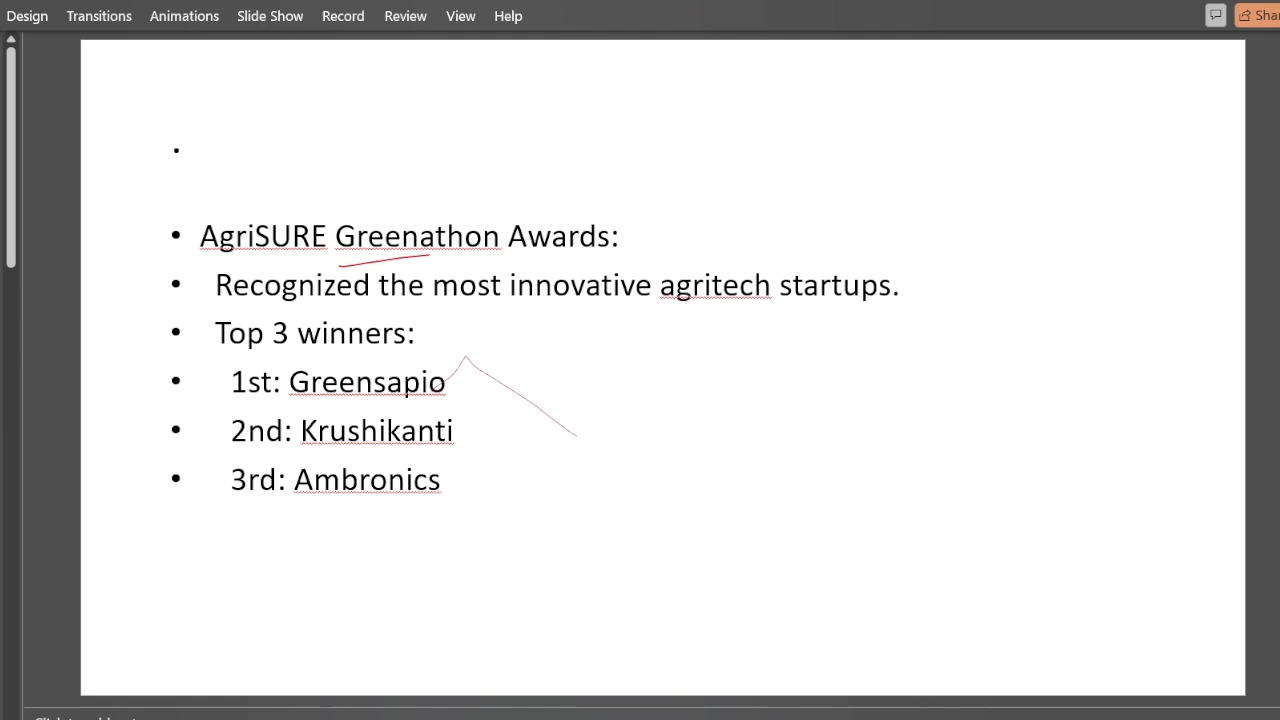 Design Transitions Animations Slide Show Record Review View Help
• AgriSURE Greenathon Awards:
• Recognized the most innovative agritech startups.
• Top 3 winners:
• 1st: Greensapio
• 2nd: Krushikanti
• 3rd: Ambronics